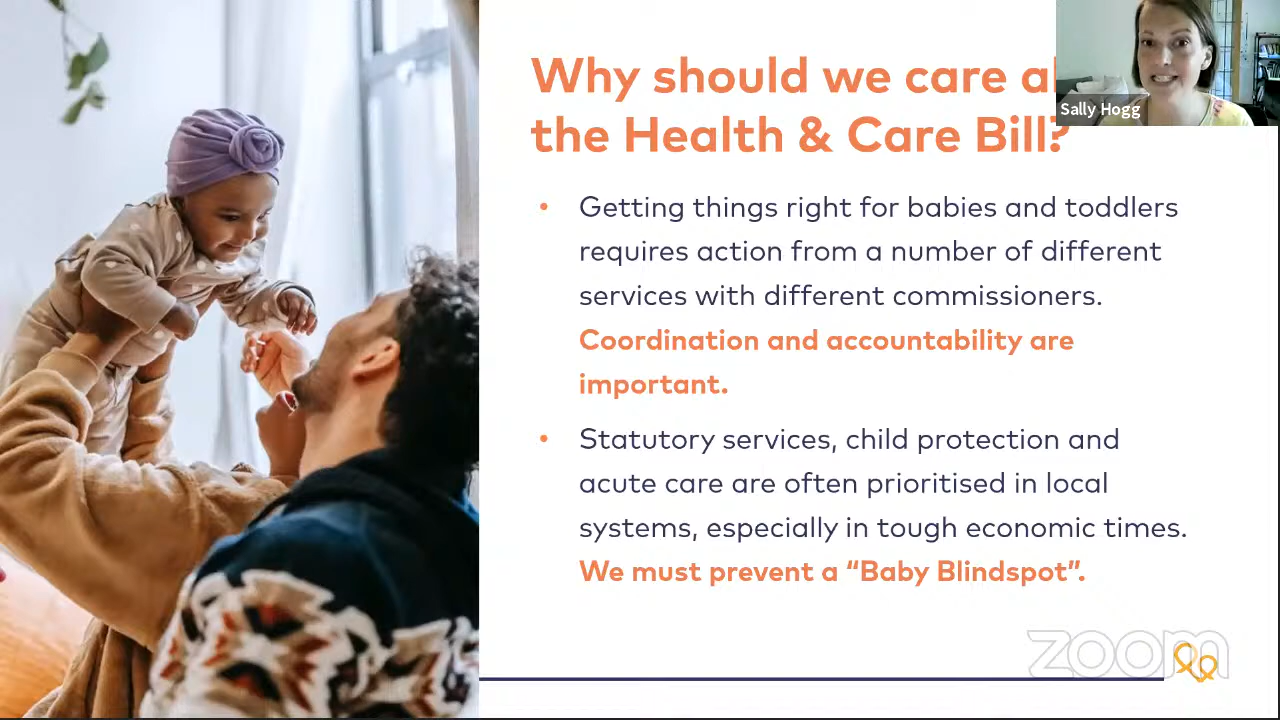 Why should we care
the Health & Care Bill?
Sally Hogg
• Getting things right for babies and toddlers
requires action from a number of different
services with different commissioners.
Coordination and accountability are
important.
• Statutory services, child protection and
acute care are often prioritised in local
systems, especially in tough economic times.
We must prevent a “Baby Blindspot”.
zoom